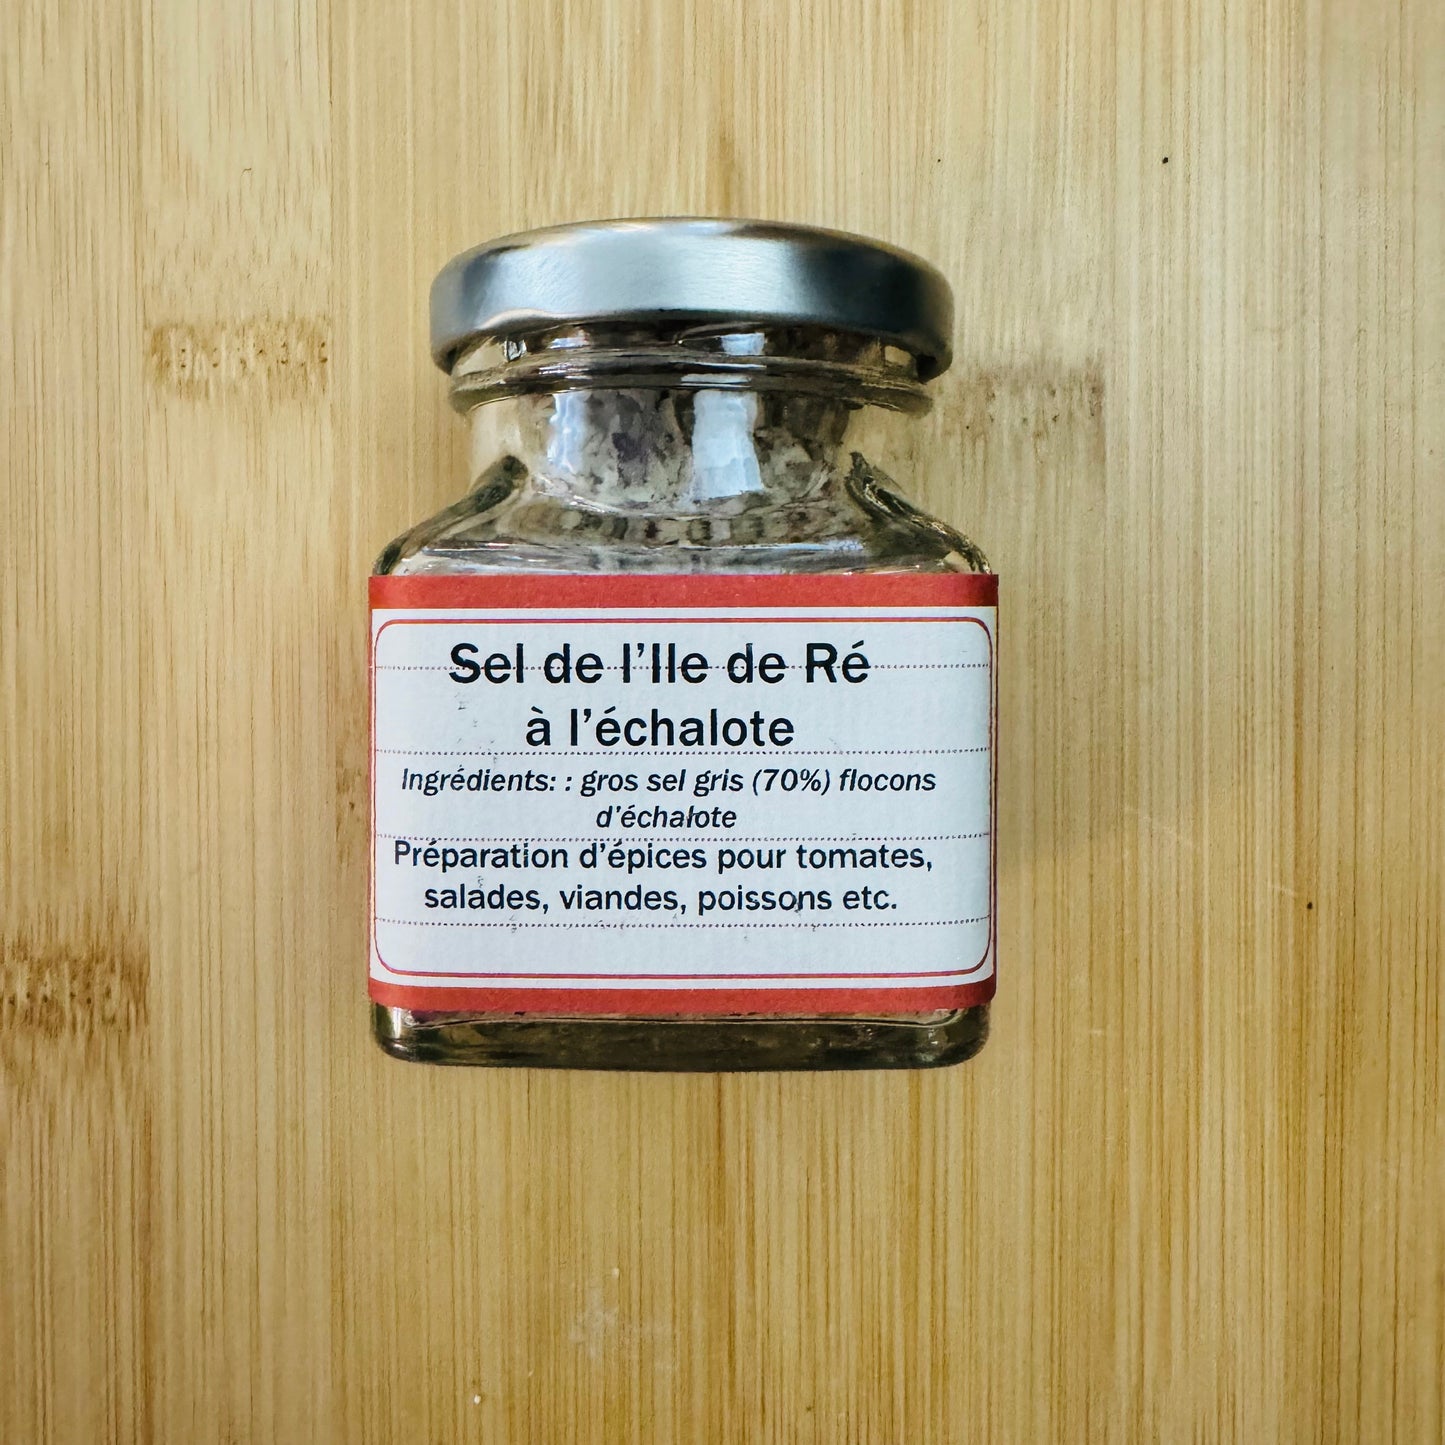 Sel de l’Ile de Ré
à l’échalote
Ingrédients: : gros sel gris (70%) flocons
d’échalote
Préparation d’épices pour tomates,
salades, viandes, poissons etc.